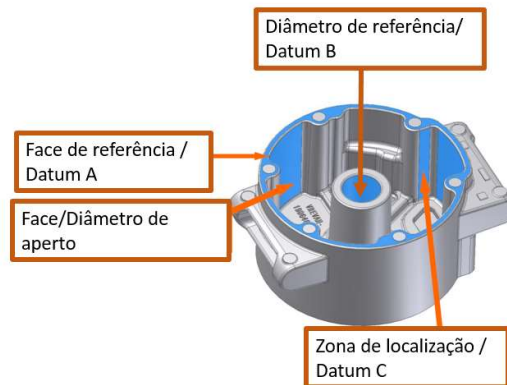 Diâmetro de referência/
Datum B
Face de referência /
Datum A
Face/Diâmetro de
aperto
Zona de localização /
Datum C